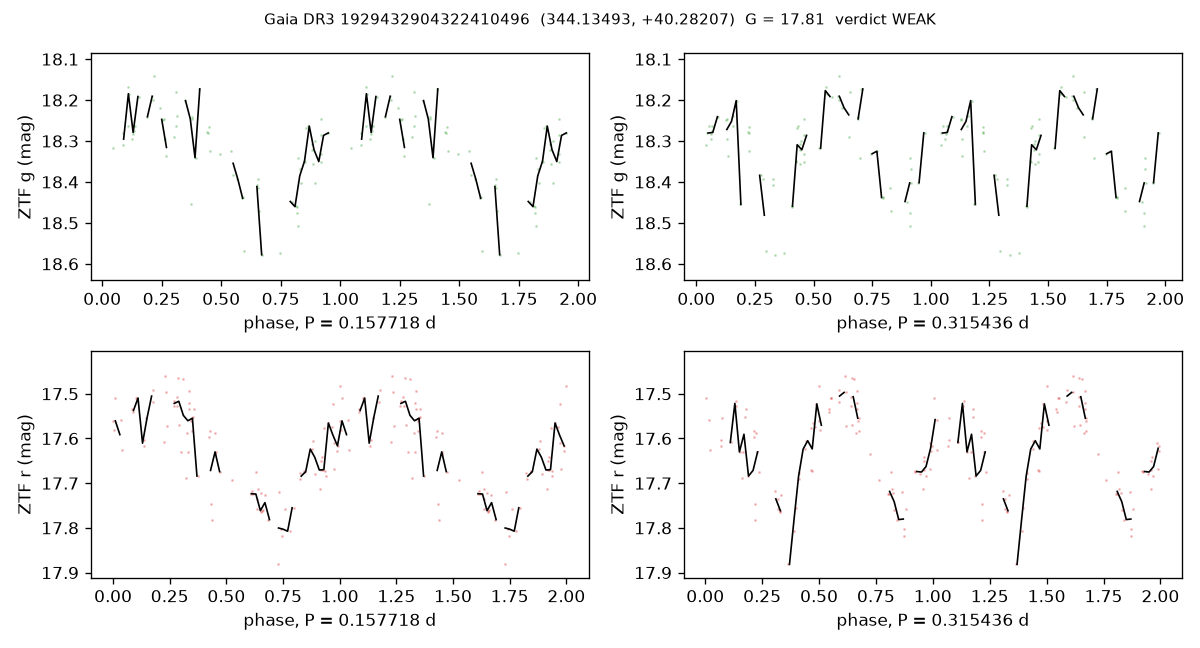 Gaia DR3 1929432904322410496  (344.13493, +40.28207)  G = 17.81  verdict WEAK
ZTF g (mag)
18.1
18.2
18.3
18.4
18.5
18.6
0.00 0.25 0.50 0.75 1.00 1.25 1.50 1.75 2.00
phase, P = 0.157718 d
ZTF g (mag)
18.1
18.2
18.3
18.4
18.5
18.6
0.00 0.25 0.50 0.75 1.00 1.25 1.50 1.75 2.00
phase, P = 0.315436 d
ZTF r (mag)
17.5
17.6
17.7
17.8
17.9
0.00 0.25 0.50 0.75 1.00 1.25 1.50 1.75 2.00
phase, P = 0.157718 d
ZTF r (mag)
17.5
17.6
17.7
17.8
17.9
0.00 0.25 0.50 0.75 1.00 1.25 1.50 1.75 2.00
phase, P = 0.315436 d